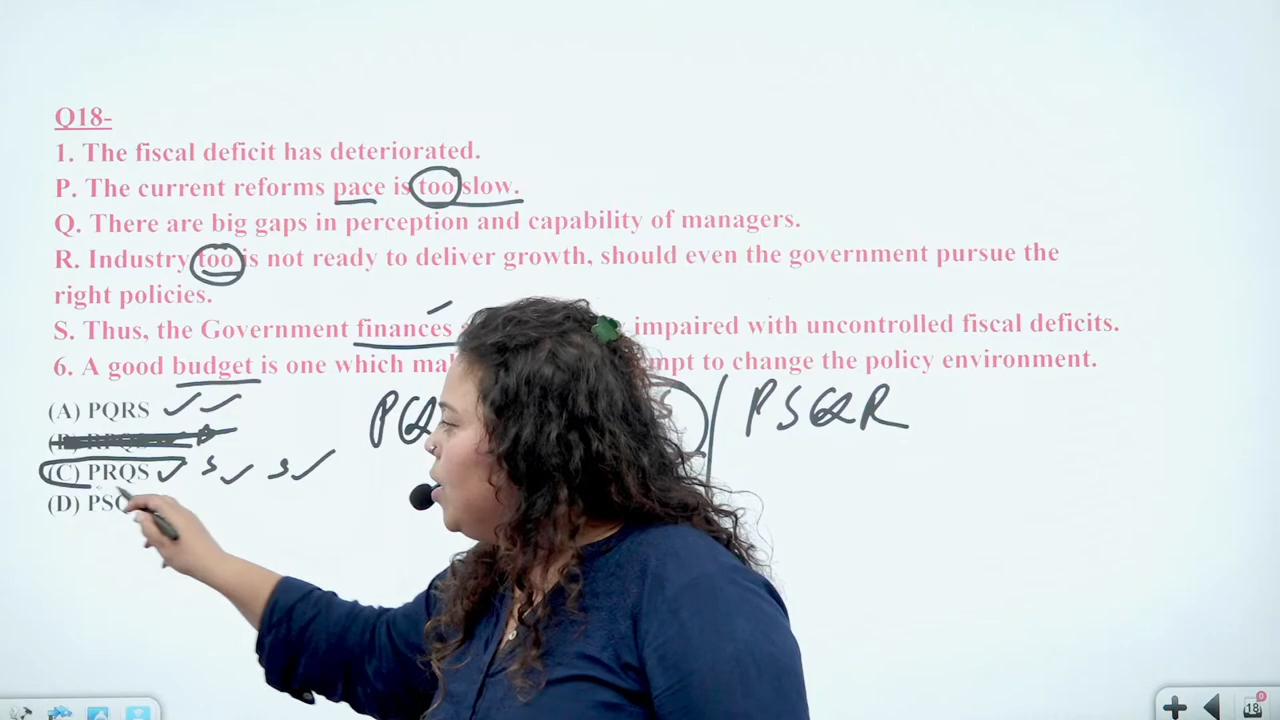 Q18-
1. The fiscal deficit has deteriorated.
P. The current reforms pace is too slow.
Q. There are big gaps in perception and capability of managers.
R. Industry too is not ready to deliver growth, should even the government pursue the
right policies.
S. Thus, the Government finances impaired with uncontrolled fiscal deficits.
6. A good budget is one which to change the policy environment.
(A) PQRS
PQ
PSQR
(C) PRQS S S
(D) PS
18
0